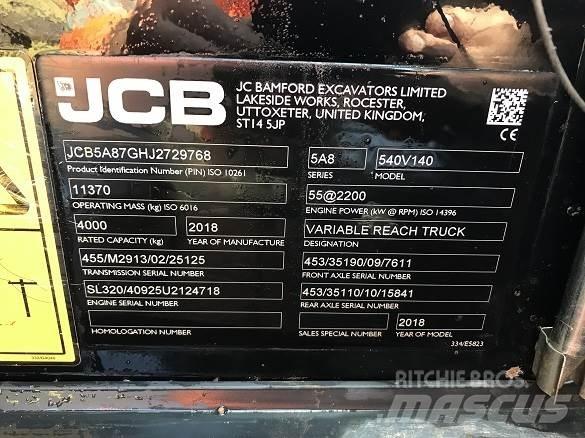 JCB
JC BAMFORD EXCAVATORS LIMITED
LAKESIDE WORKS, ROCESTER,
UTTOXETER, UNITED KINGDOM,
ST14 5JP
CE
JCB5A87GHJ2729768
Product Identification Number (PIN) ISO 10261
5A8 540V140
SERIES MODEL
11370
OPERATING MASS (kg) ISO 6016
55@2200
ENGINE POWER (kW @ RPM) ISO 14396
4000 2018
RATED CAPACITY (kg) YEAR OF MANUFACTURE
VARIABLE REACH TRUCK
DESIGNATION
455/M2913/02/25125
TRANSMISSION SERIAL NUMBER
453/35190/09/7611
FRONT AXLE SERIAL NUMBER
SL320/40925U2124718
ENGINE SERIAL NUMBER
453/35110/10/15841
REAR AXLE SERIAL NUMBER
HOMOLOGATION NUMBER
2018
SALES SPECIAL NUMBER YEAR OF MODEL
334/E5823
RITCHIE BROS
MASCUS